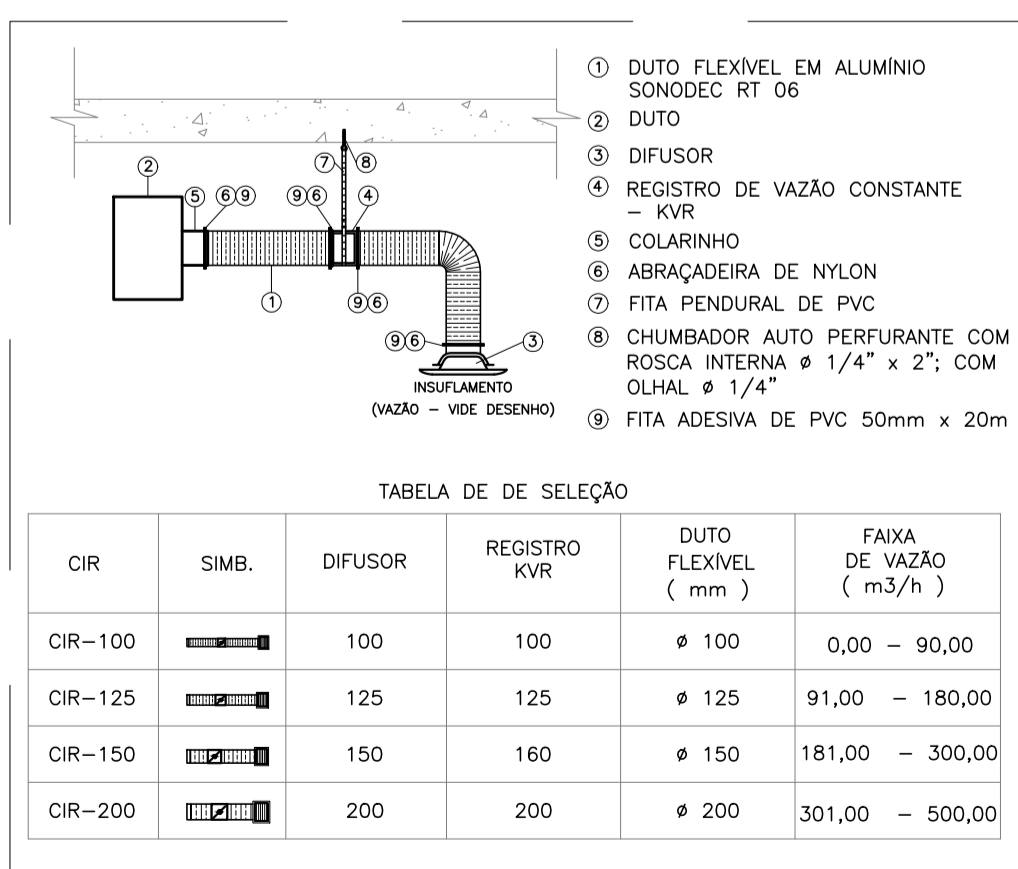 ① DUTO FLEXÍVEL EM ALUMÍNIO
SONODEC RT 06
② DUTO
③ DIFUSOR
④ REGISTRO DE VAZÃO CONSTANTE
– KVR
⑤ COLARINHO
⑥ ABRAÇADEIRA DE NYLON
⑦ FITA PENDURAL DE PVC
⑧ CHUMBADOR AUTO PERFURANTE COM
ROSCA INTERNA ø 1/4" x 2"; COM
OLHAL ø 1/4"
⑨ FITA ADESIVA DE PVC 50mm x 20m
② ⑦ ⑧
⑤ ⑥⑨ ⑨⑥ ④
① ⑨⑥
⑨⑥ ③
INSUFLAMENTO
(VAZÃO – VIDE DESENHO)
TABELA DE DE SELEÇÃO
CIR SIMB. DIFUSOR REGISTRO KVR DUTO FLEXÍVEL ( mm ) FAIXA DE VAZÃO ( m3/h )
CIR–100 100 100 ø 100 0,00 – 90,00
CIR–125 125 125 ø 125 91,00 – 180,00
CIR–150 150 160 ø 150 181,00 – 300,00
CIR–200 200 200 ø 200 301,00 – 500,00